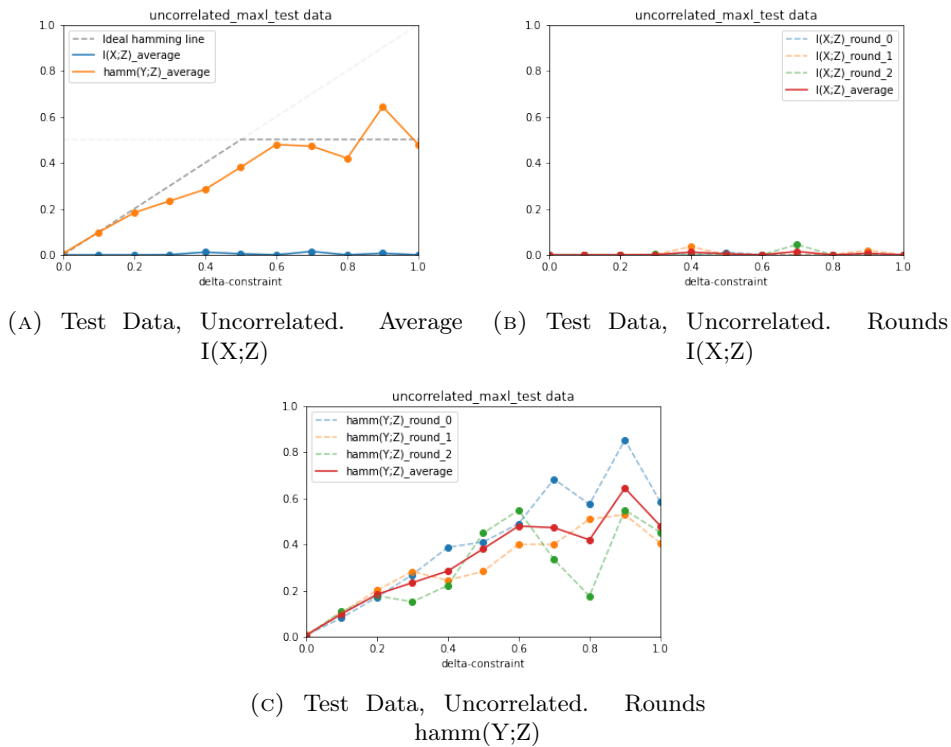 uncorrelated_maxl_test data
1.0
0.8
0.6
0.4
0.2
0.0
Ideal hamming line
I(X;Z)_average
hamm(Y;Z)_average
0.0 0.2 0.4 0.6 0.8 1.0
delta-constraint
(A) Test Data, Uncorrelated. Average
I(X;Z)
uncorrelated_maxl_test data
1.0
0.8
0.6
0.4
0.2
0.0
I(X;Z)_round_0
I(X;Z)_round_1
I(X;Z)_round_2
I(X;Z)_average
0.0 0.2 0.4 0.6 0.8 1.0
delta-constraint
(B) Test Data, Uncorrelated. Rounds
I(X;Z)
uncorrelated_maxl_test data
1.0
0.8
0.6
0.4
0.2
0.0
hamm(Y;Z)_round_0
hamm(Y;Z)_round_1
hamm(Y;Z)_round_2
hamm(Y;Z)_average
0.0 0.2 0.4 0.6 0.8 1.0
delta-constraint
(C) Test Data, Uncorrelated. Rounds
hamm(Y;Z)